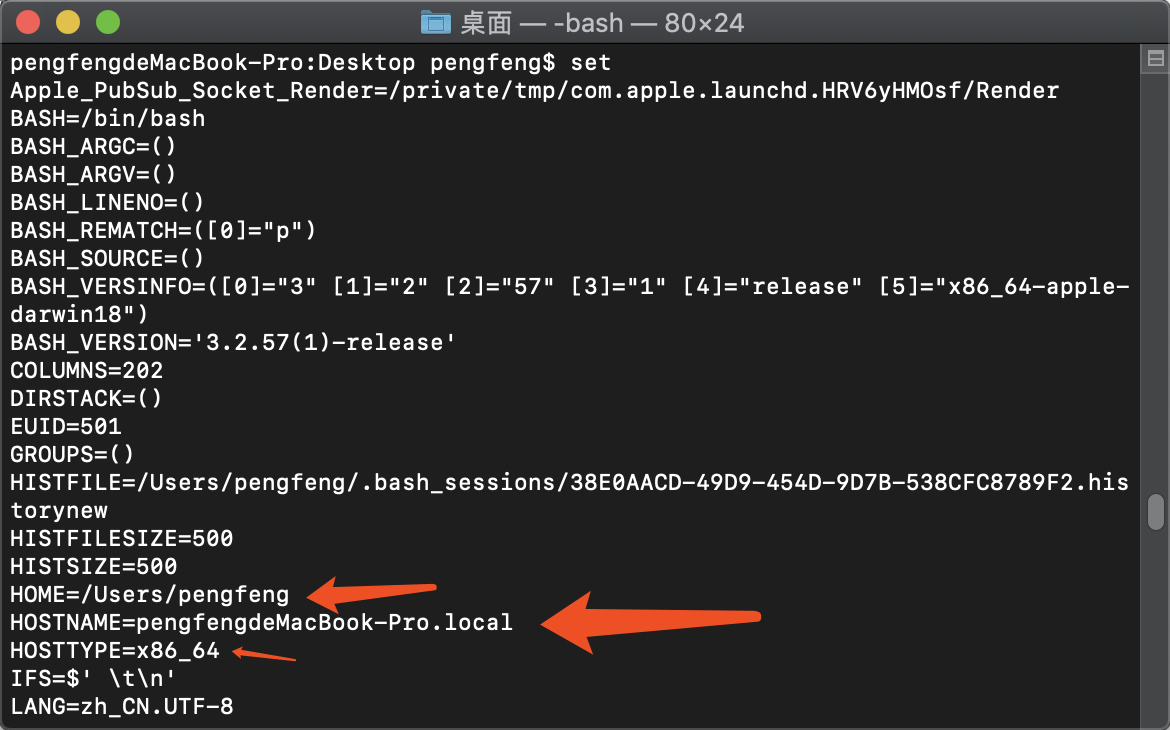 桌面 — -bash — 80×24
pengfengdeMacBook-Pro:Desktop pengfeng$ set
Apple_PubSub_Socket_Render=/private/tmp/com.apple.launchd.HRV6yHMOsf/Render
BASH=/bin/bash
BASH_ARGC=()
BASH_ARGV=()
BASH_LINENO=()
BASH_REMATCH=([0]="p")
BASH_SOURCE=()
BASH_VERSINFO=([0]="3" [1]="2" [2]="57" [3]="1" [4]="release" [5]="x86_64-apple-
darwin18")
BASH_VERSION='3.2.57(1)-release'
COLUMNS=202
DIRSTACK=()
EUID=501
GROUPS=()
HISTFILE=/Users/pengfeng/.bash_sessions/38E0AACD-49D9-454D-9D7B-538CFC8789F2.his
torynew
HISTFILESIZE=500
HISTSIZE=500
HOME=/Users/pengfeng
HOSTNAME=pengfengdeMacBook-Pro.local
HOSTTYPE=x86_64
IFS=$' \t\n'
LANG=zh_CN.UTF-8